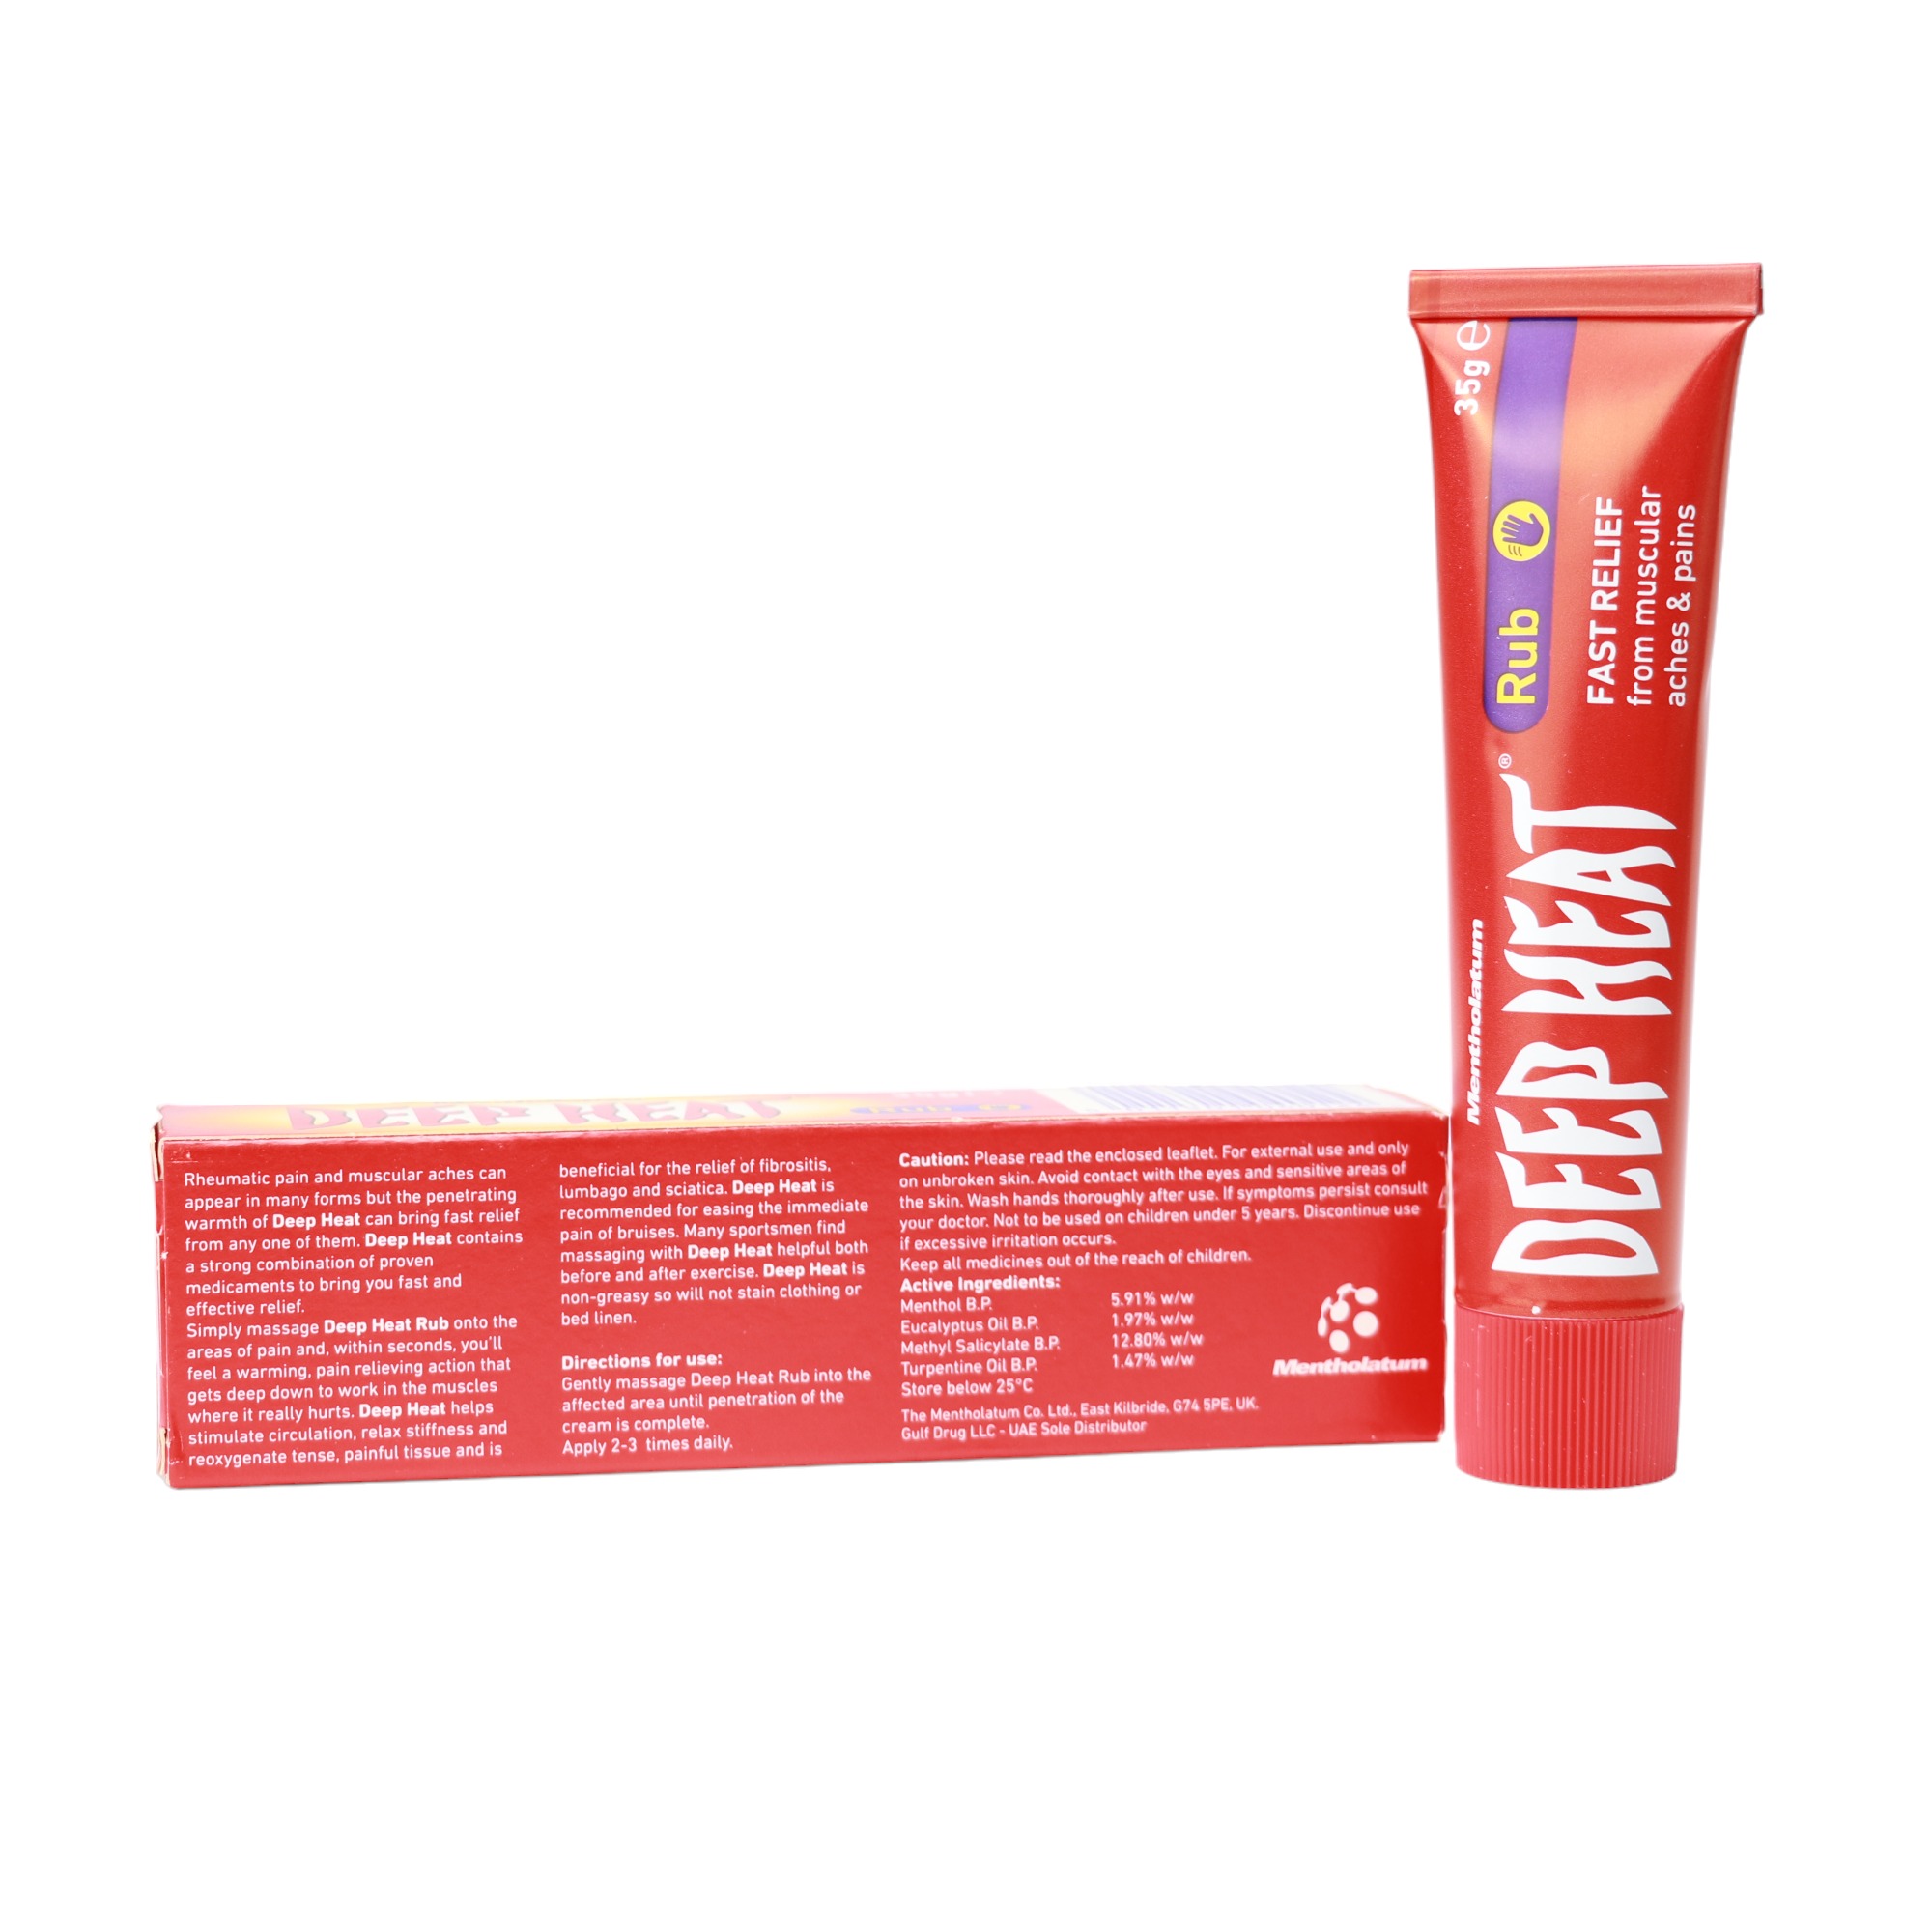 DEEP HEAT
Rub
Rheumatic pain and muscular aches can
appear in many forms but the penetrating
warmth of Deep Heat can bring fast relief
from any one of them. Deep Heat contains
a strong combination of proven
medicaments to bring you fast and
effective relief.
Simply massage Deep Heat Rub onto the
areas of pain and, within seconds, you'll
feel a warming, pain relieving action that
gets deep down to work in the muscles
where it really hurts. Deep Heat helps
stimulate circulation, relax stiffness and
reoxygenate tense, painful tissue and is
beneficial for the relief of fibrositis,
lumbago and sciatica. Deep Heat is
recommended for easing the immediate
pain of bruises. Many sportsmen find
massaging with Deep Heat helpful both
before and after exercise. Deep Heat is
non-greasy so will not stain clothing or
bed linen.
Directions for use:
Gently massage Deep Heat Rub into the
affected area until penetration of the
cream is complete.
Apply 2-3 times daily.
Caution: Please read the enclosed leaflet. For external use and only
on unbroken skin. Avoid contact with the eyes and sensitive areas of
the skin. Wash hands thoroughly after use. If symptoms persist consult
your doctor. Not to be used on children under 5 years. Discontinue use
if excessive irritation occurs.
Keep all medicines out of the reach of children.
Active Ingredients:
Menthol B.P. 5.91% w/w
Eucalyptus Oil B.P. 1.97% w/w
Methyl Salicylate B.P. 12.80% w/w
Turpentine Oil B.P. 1.47% w/w
Store below 25°C
The Mentholatum Co. Ltd., East Kilbride, G74 5PE, UK.
Gulf Drug LLC - UAE Sole Distributor
Mentholatum
Mentholatum
DEEP HEAT®
Rub
35g e
FAST RELIEF
from muscular
aches & pains